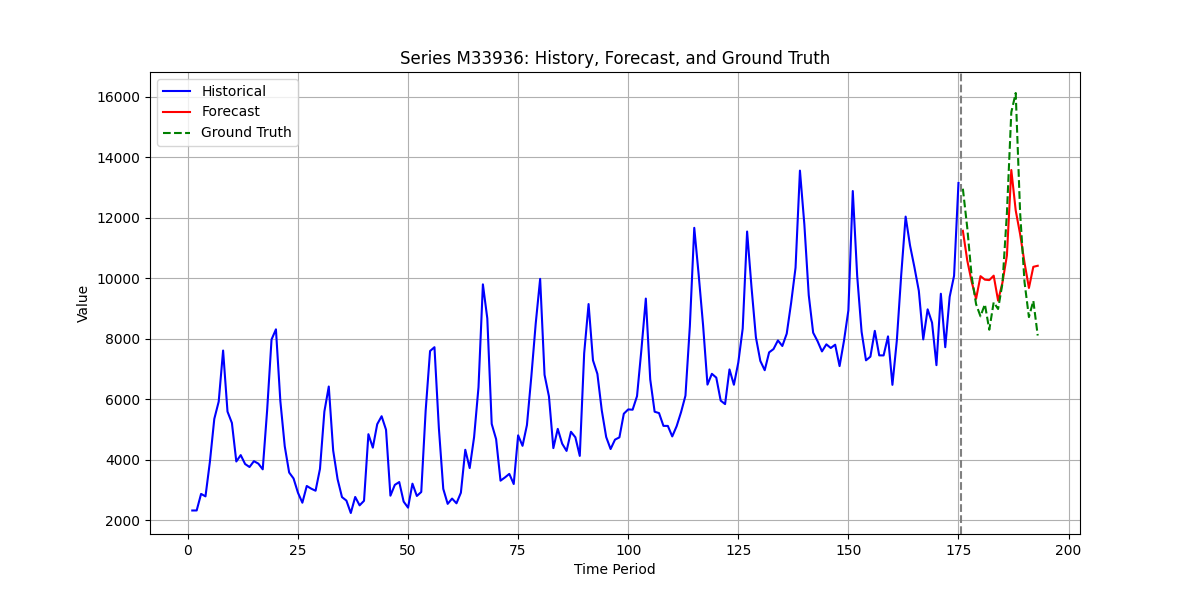 Series M33936: History, Forecast, and Ground Truth
Historical
Forecast
Ground Truth
16000
14000
12000
10000
8000
6000
4000
2000
Value
0 25 50 75 100 125 150 175 200
Time Period